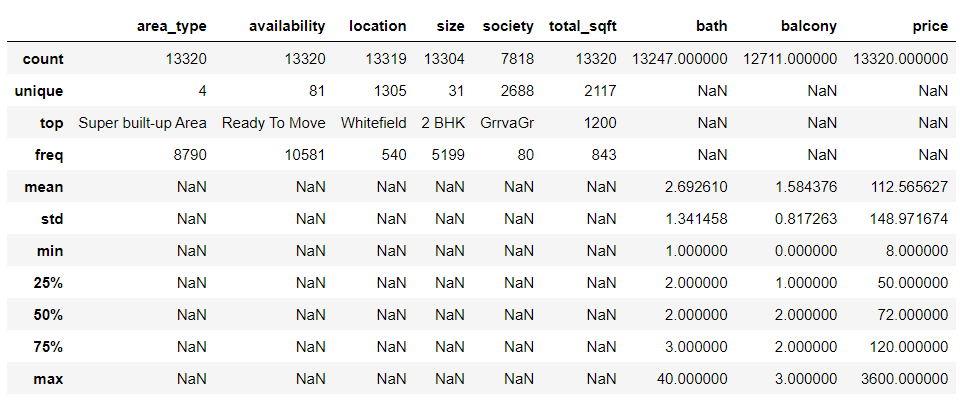 area_type availability location size society total_sqft bath balcony price
count 13320 13320 13319 13304 7818 13320 13247.000000 12711.000000 13320.000000
unique 4 81 1305 31 2688 2117 NaN NaN NaN
top Super built-up Area Ready To Move Whitefield 2 BHK GrrvaGr 1200 NaN NaN NaN
freq 8790 10581 540 5199 80 843 NaN NaN NaN
mean NaN NaN NaN NaN NaN NaN 2.692610 1.584376 112.565627
std NaN NaN NaN NaN NaN NaN 1.341458 0.817263 148.971674
min NaN NaN NaN NaN NaN NaN 1.000000 0.000000 8.000000
25% NaN NaN NaN NaN NaN NaN 2.000000 1.000000 50.000000
50% NaN NaN NaN NaN NaN NaN 2.000000 2.000000 72.000000
75% NaN NaN NaN NaN NaN NaN 3.000000 2.000000 120.000000
max NaN NaN NaN NaN NaN NaN 40.000000 3.000000 3600.000000